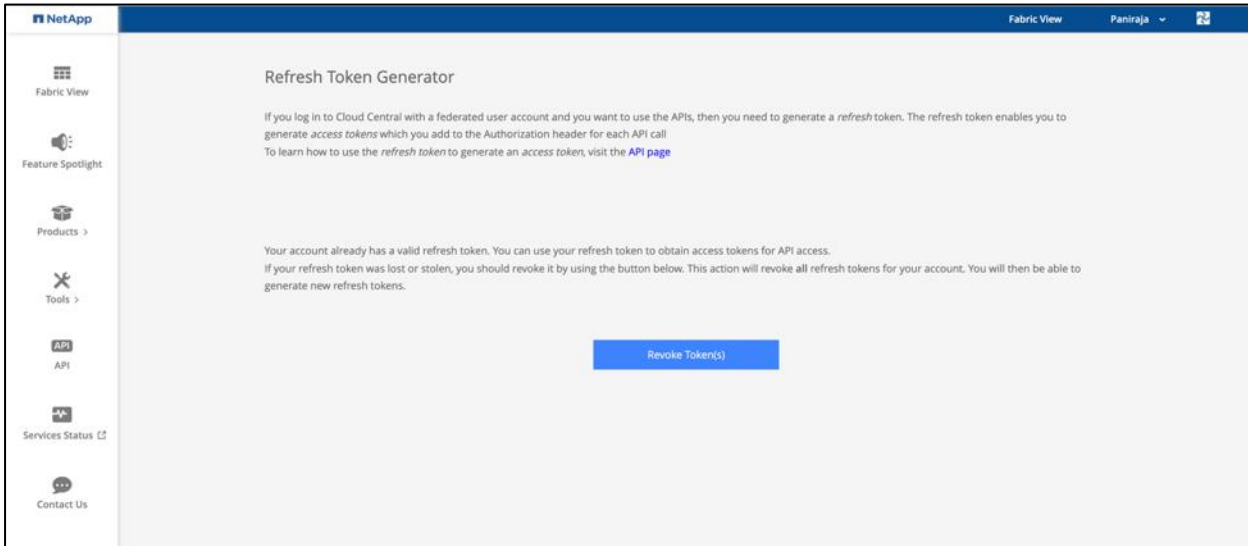 NetApp
Fabric View
Paniraja
Fabric View
Feature Spotlight
Products >
Tools >
API
API
Services Status
Contact Us
Refresh Token Generator
If you log in to Cloud Central with a federated user account and you want to use the APIs, then you need to generate a refresh token. The refresh token enables you to
generate access tokens which you add to the Authorization header for each API call
To learn how to use the refresh token to generate an access token, visit the API page
Your account already has a valid refresh token. You can use your refresh token to obtain access tokens for API access.
If your refresh token was lost or stolen, you should revoke it by using the button below. This action will revoke all refresh tokens for your account. You will then be able to
generate new refresh tokens.
Revoke Token(s)